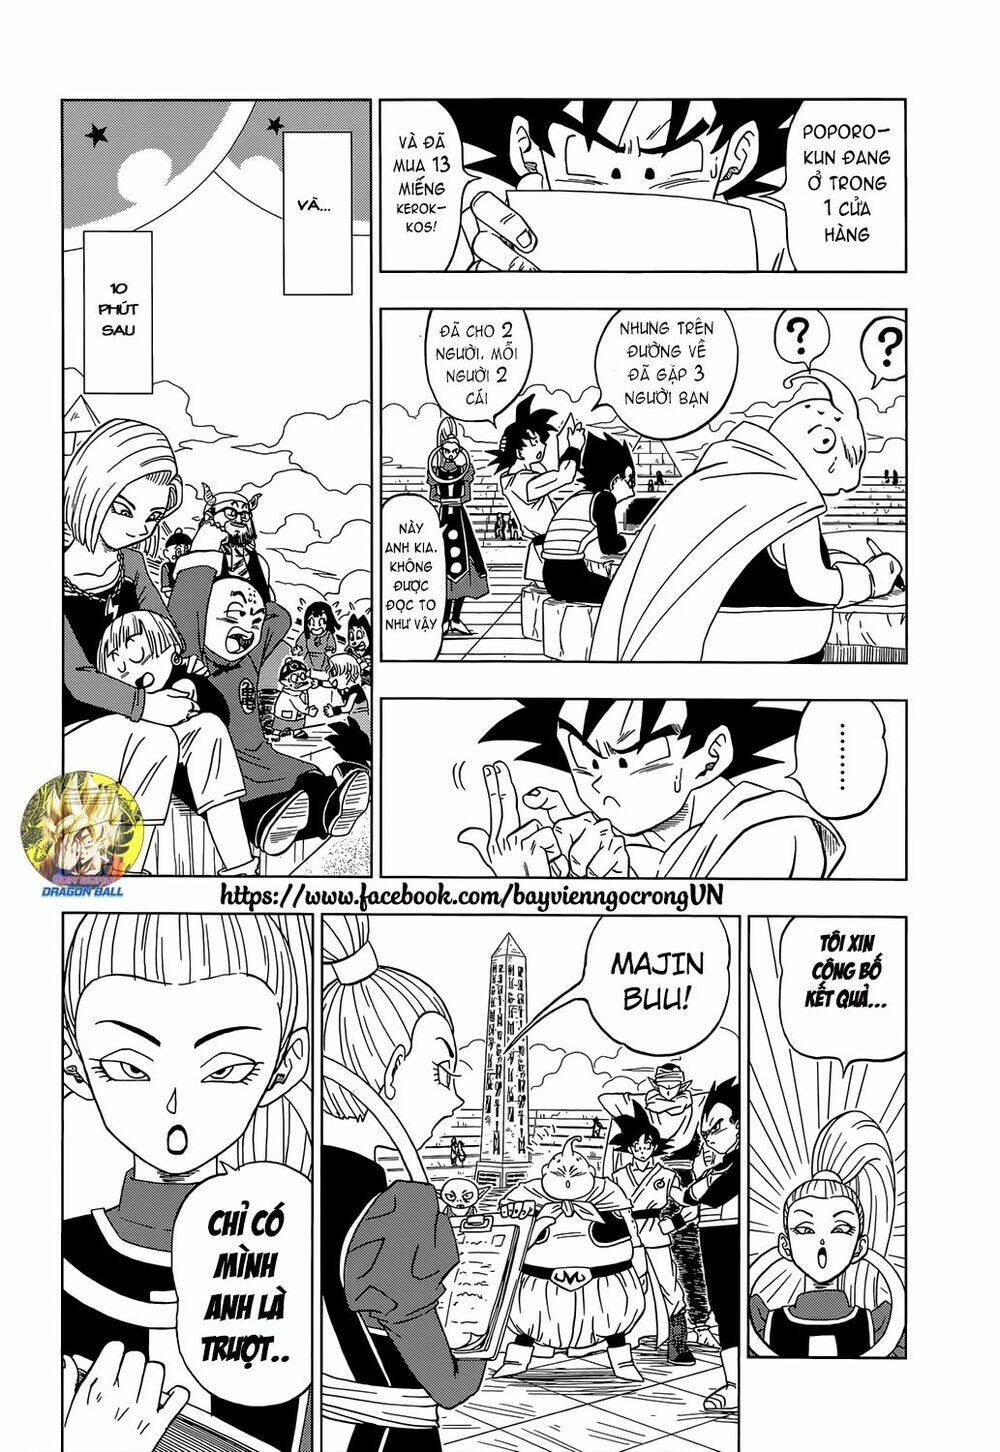 POPORO-
KUN ĐANG
Ở TRONG
1 CỬA
HÀNG
VÀ ĐÃ
MUA 13
MIẾNG
KEROK-
KOS!
?
?
NHƯNG TRÊN
ĐƯỜNG VỀ
ĐÃ GẶP 3
NGƯỜI BẠN
ĐÃ CHO 2
NGƯỜI, MỖI
NGƯỜI 2
CÁI
NÀY
ANH KIA,
KHÔNG
ĐƯỢC
ĐỌC TO
NHƯ VẬY
........
VÀ...
10
PHÚT
SAU
DRAGON BALL
https://www.facebook.com/bayvienngocrongVN
TÔI XIN
CÔNG BỐ
KẾT QUẢ...
MAJIN
BUU!
CHỈ CÓ
MÌNH
ANH LÀ
TRƯỢT..